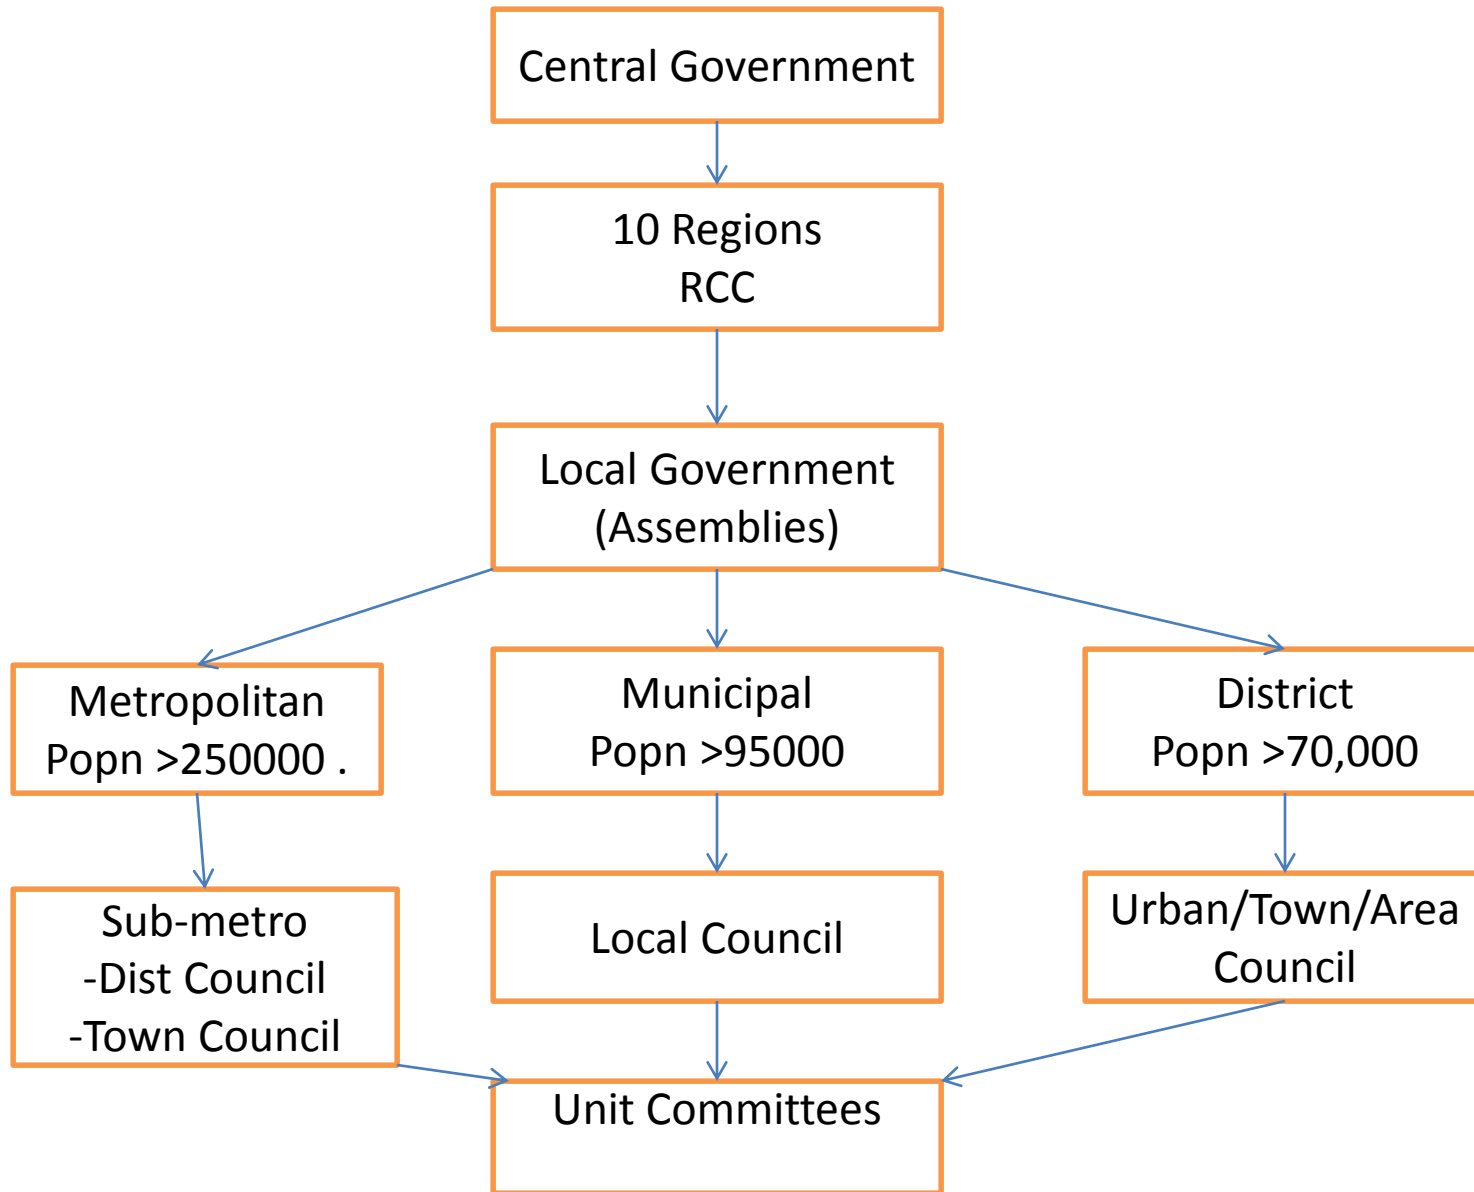 Central Government
10 Regions
RCC
Local Government
(Assemblies)
Metropolitan
Popn >250000 .
Municipal
Popn >95000
District
Popn >70,000
Sub-metro
-Dist Council
-Town Council
Local Council
Urban/Town/Area
Council
Unit Committees